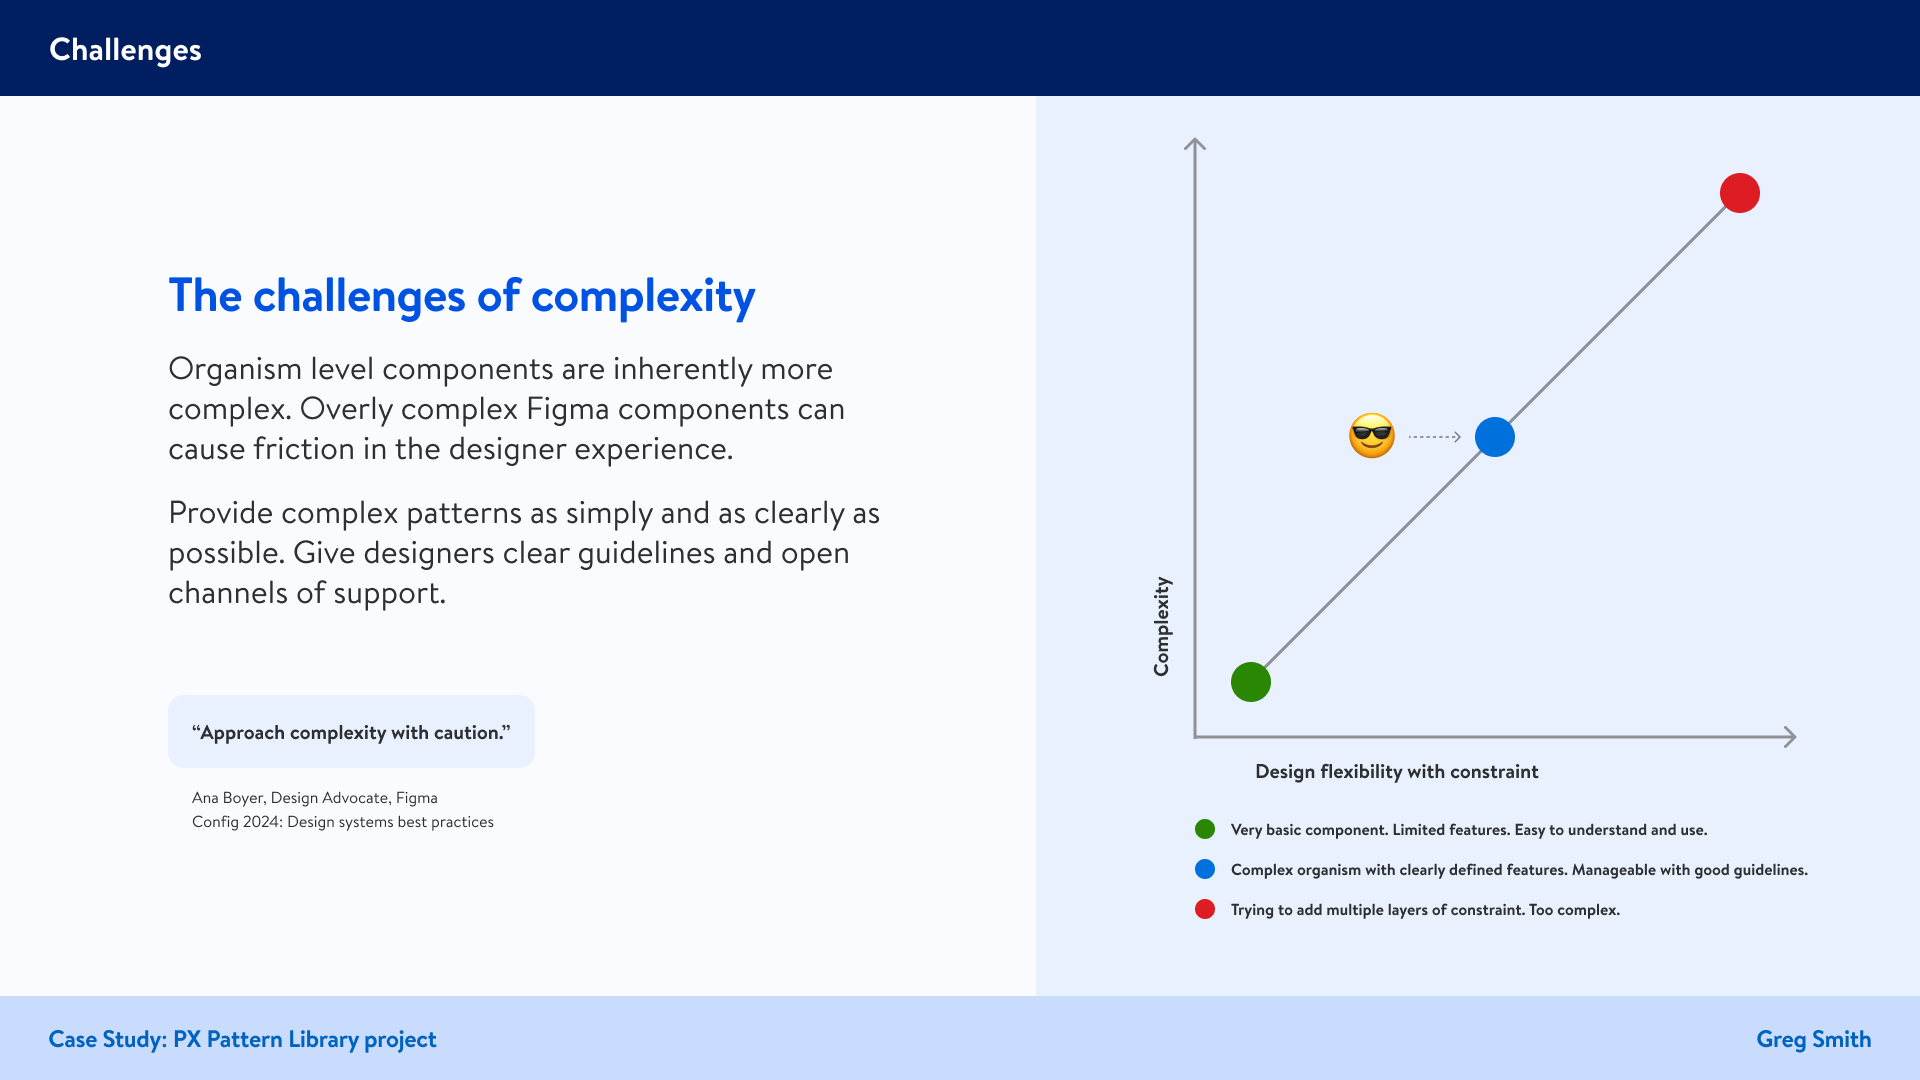 Challenges
The challenges of complexity
Organism level components are inherently more
complex. Overly complex Figma components can
cause friction in the designer experience.
Provide complex patterns as simply and as clearly as
possible. Give designers clear guidelines and open
channels of support.
“Approach complexity with caution.”
Ana Boyer, Design Advocate, Figma
Config 2024: Design systems best practices
Complexity
Design flexibility with constraint
Very basic component. Limited features. Easy to understand and use.
Complex organism with clearly defined features. Manageable with good guidelines.
Trying to add multiple layers of constraint. Too complex.
Case Study: PX Pattern Library project
Greg Smith